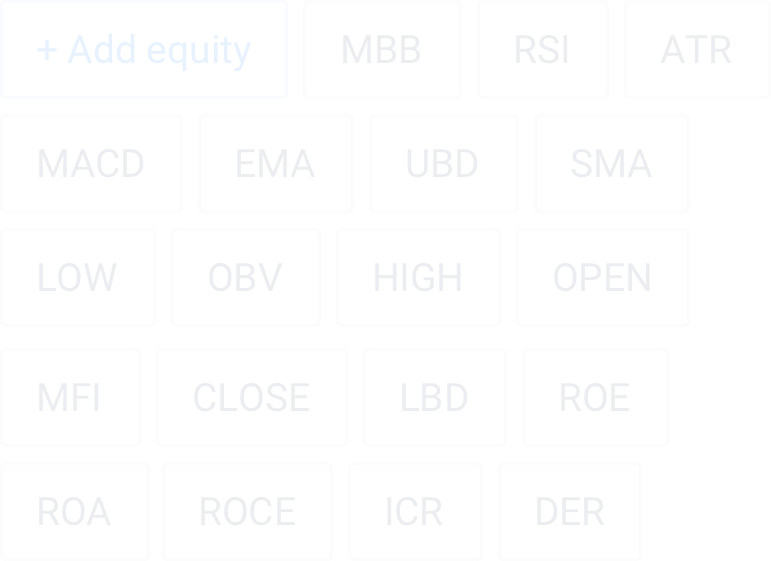 + Add equity MBB RSI ATR
MACD EMA UBD SMA
LOW OBV HIGH OPEN
MFI CLOSE LBD ROE
ROA ROCE ICR DER